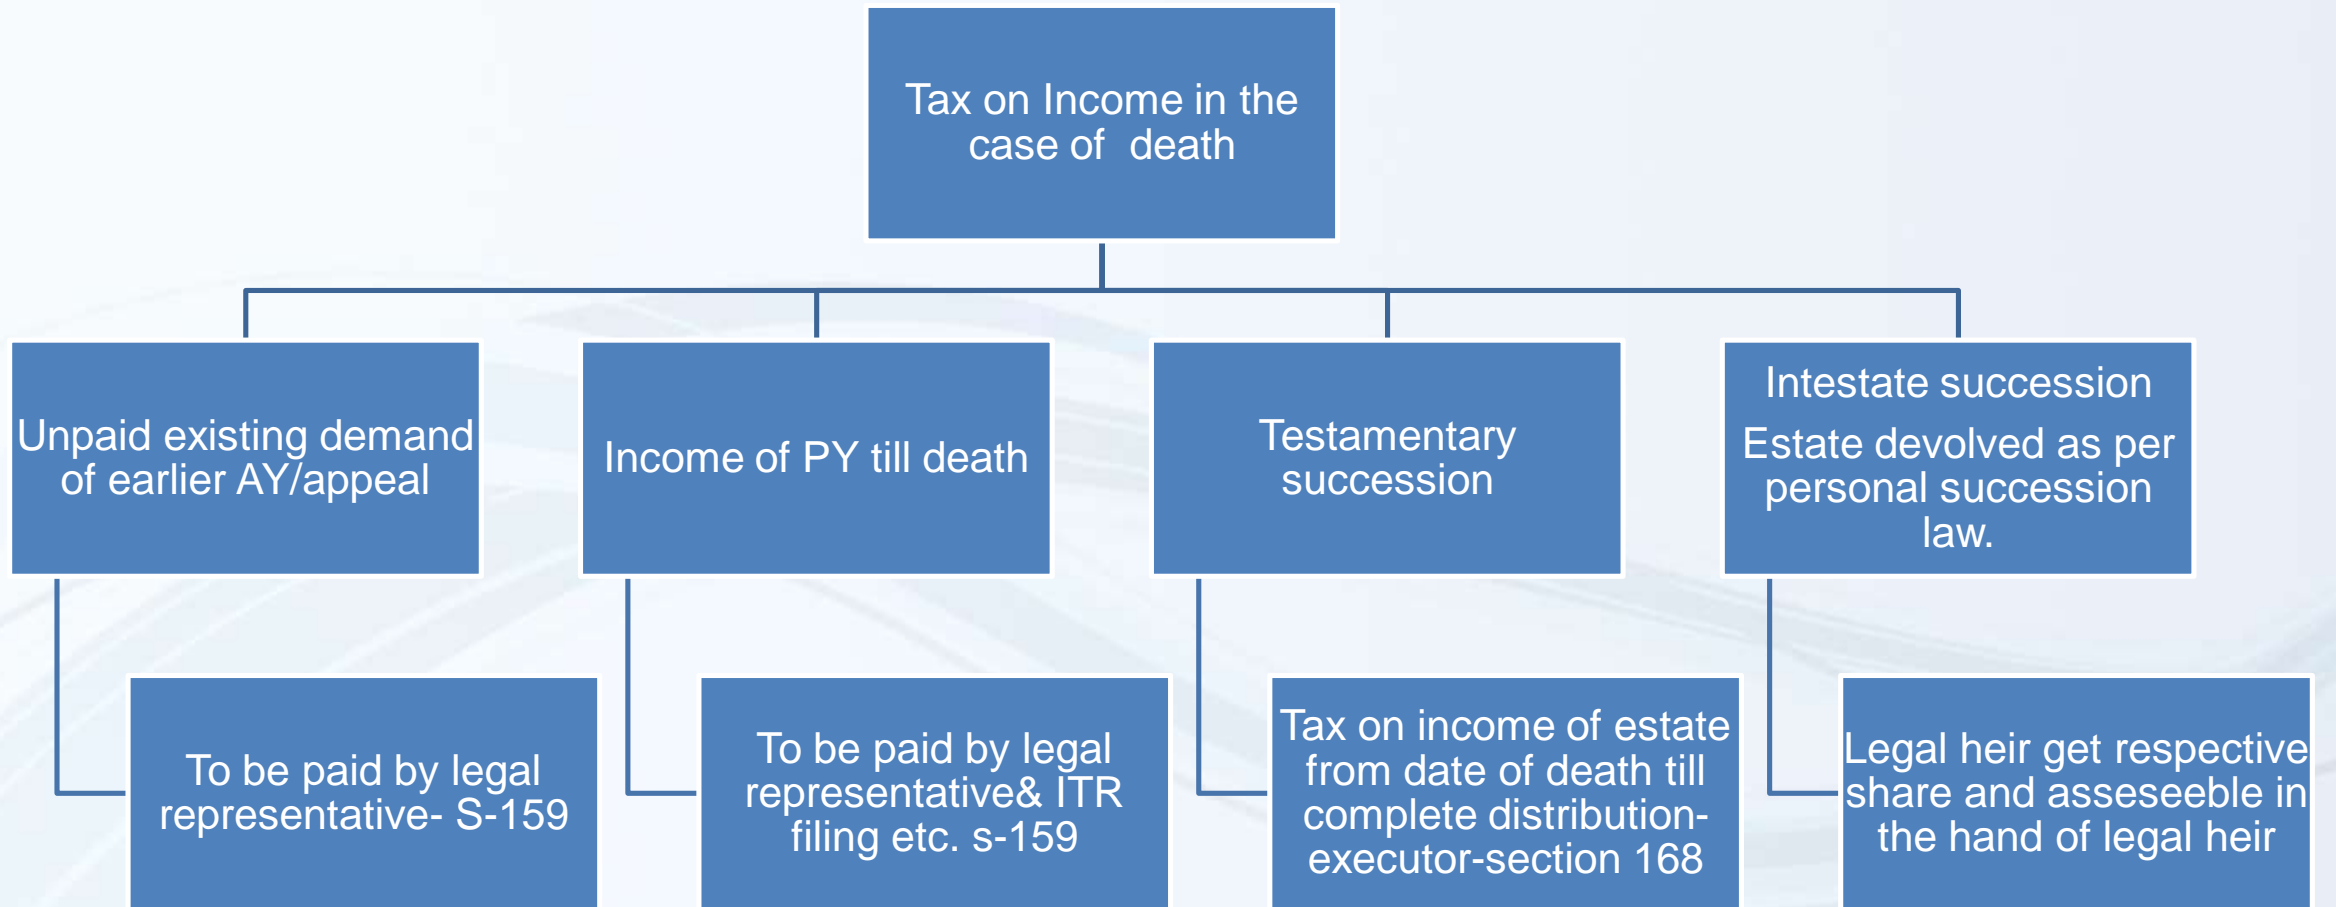 Tax on Income in the
case of death
Unpaid existing demand
of earlier AY/appeal
Income of PY till death
Testamentary
succession
Intestate succession
Estate devolved as per
personal succession
law.
To be paid by legal
representative- S-159
To be paid by legal
representative& ITR
filing etc. s-159
Tax on income of estate
from date of death till
complete distribution-
executor-section 168
Legal heir get respective
share and asseseeble in
the hand of legal heir